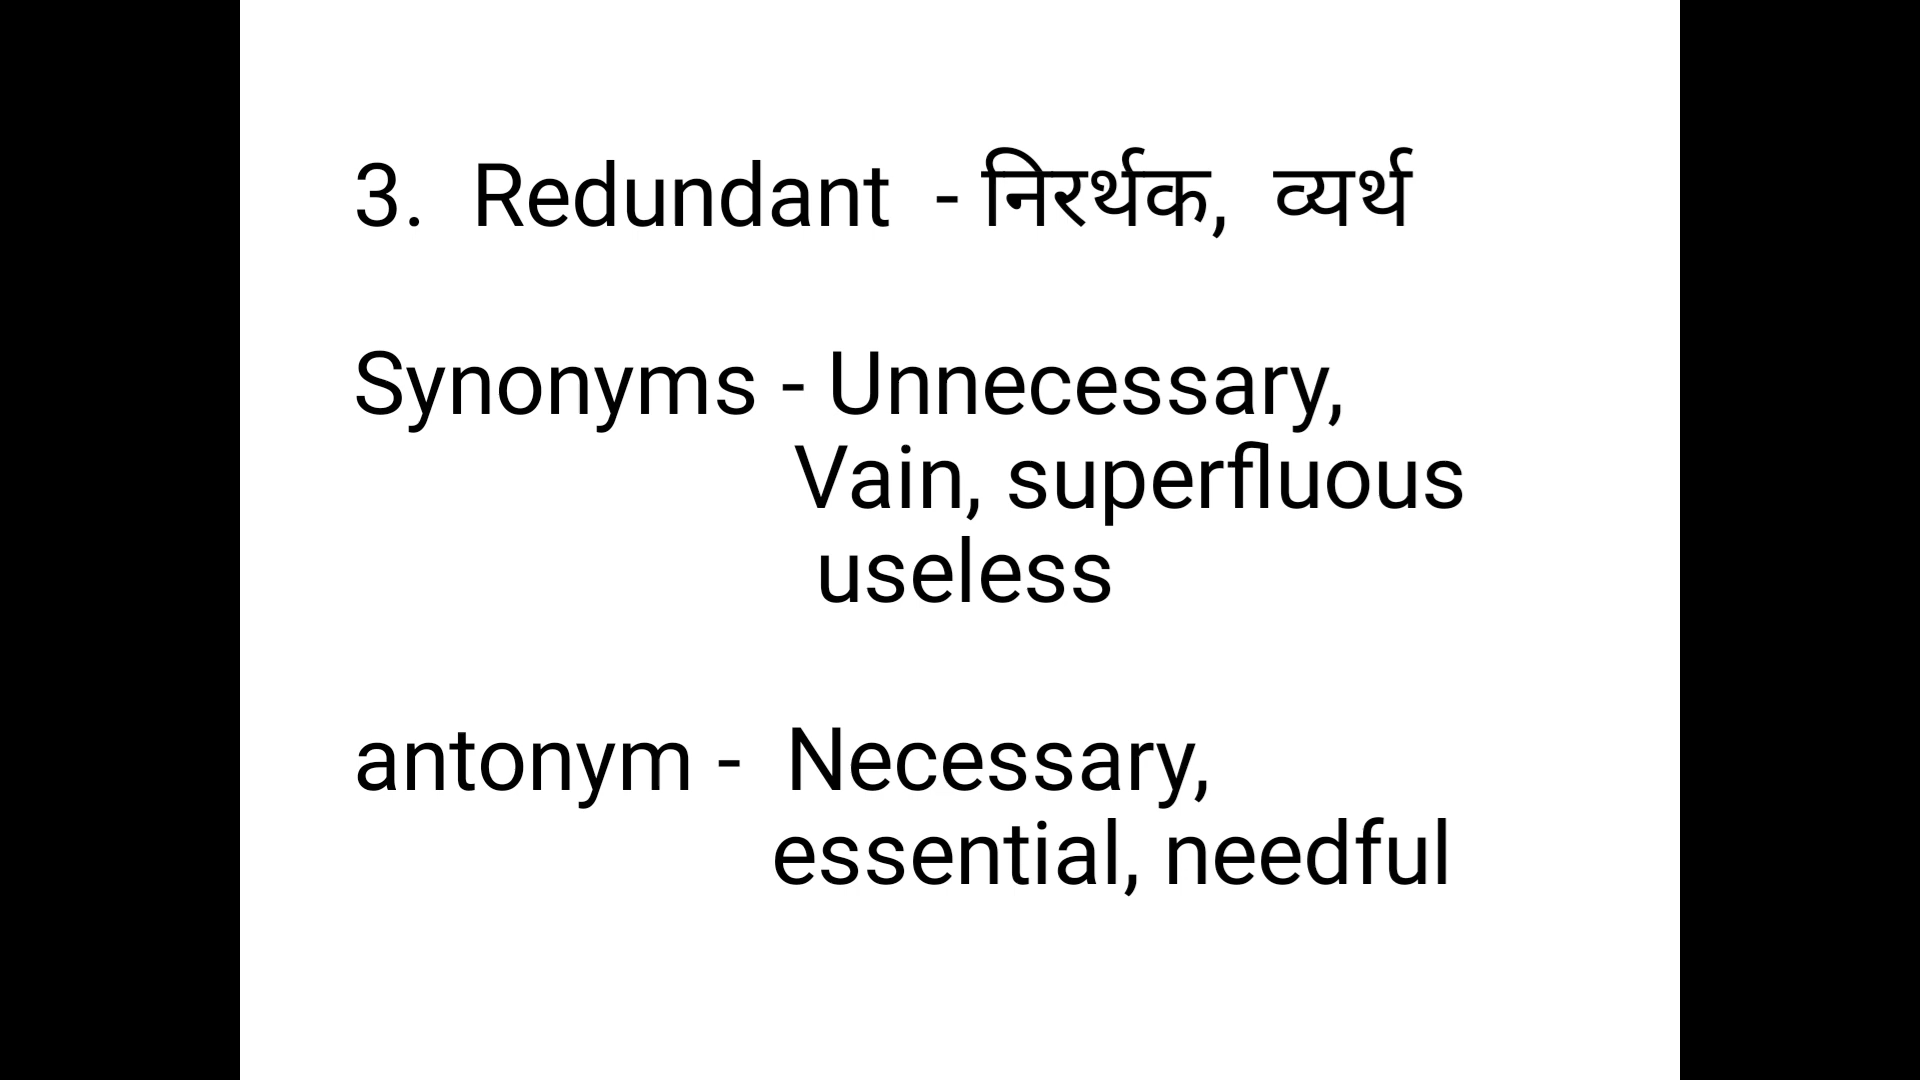 3. Redundant - निरर्थक, व्यर्थ
Synonyms - Unnecessary,
Vain, superfluous
useless
antonym - Necessary,
essential, needful